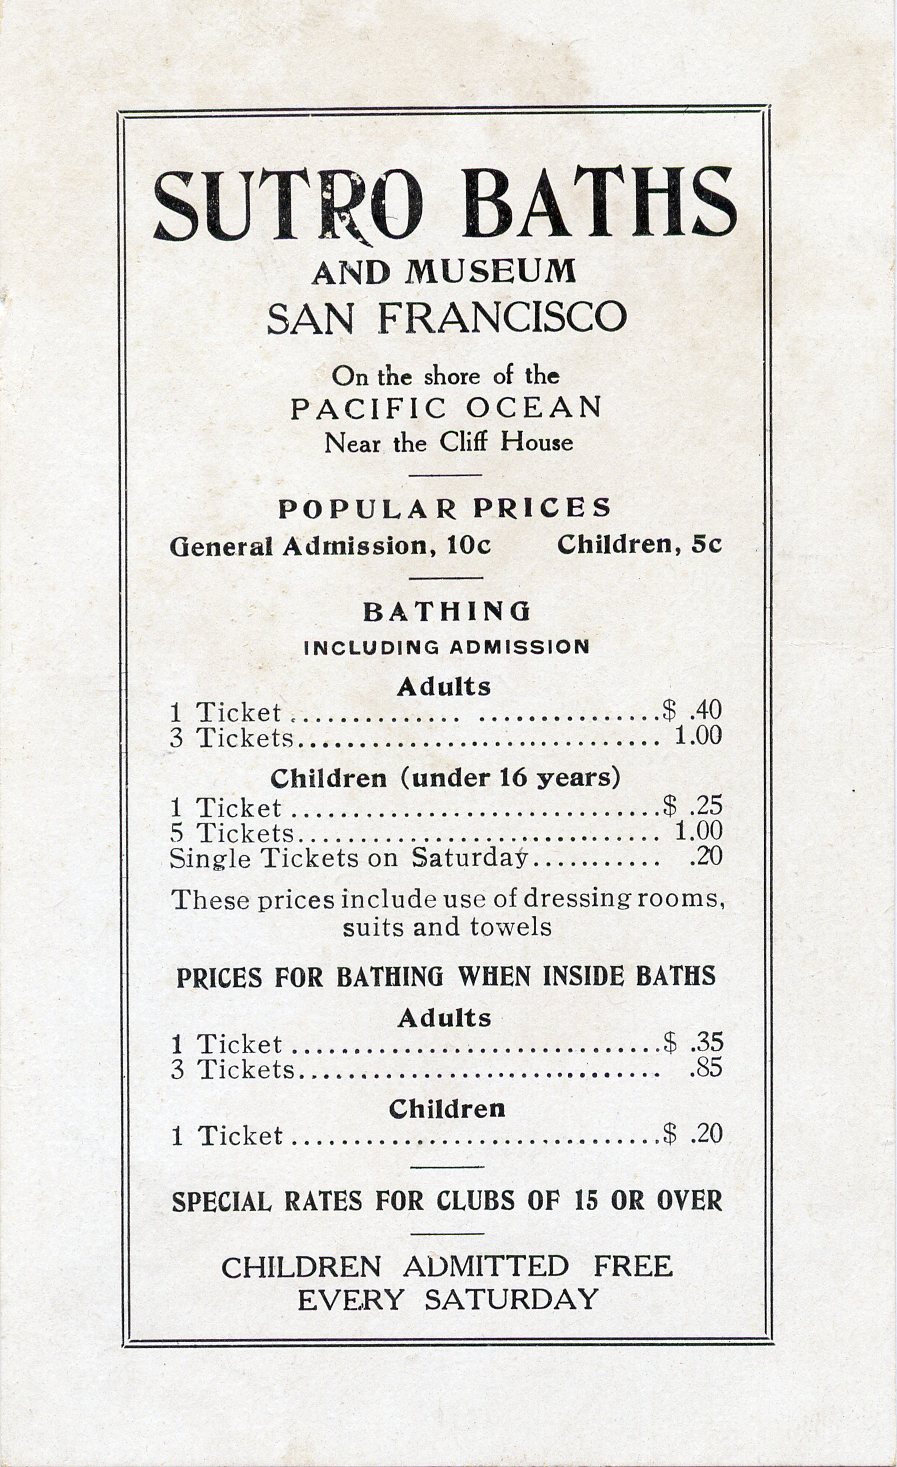 SUTRO BATHS
AND MUSEUM
SAN FRANCISCO
On the shore of the
PACIFIC OCEAN
Near the Cliff House
POPULAR PRICES
General Admission, 10c Children, 5c
BATHING
INCLUDING ADMISSION
Adults
1 Ticket ............................... $ .40
3 Tickets.............................. 1.00
Children (under 16 years)
1 Ticket ............................... $ .25
5 Tickets.............................. 1.00
Single Tickets on Saturday........... .20
These prices include use of dressing rooms,
suits and towels
PRICES FOR BATHING WHEN INSIDE BATHS
Adults
1 Ticket ............................... $ .35
3 Tickets.............................. .85
Children
1 Ticket ............................... $ .20
SPECIAL RATES FOR CLUBS OF 15 OR OVER
CHILDREN ADMITTED FREE
EVERY SATURDAY